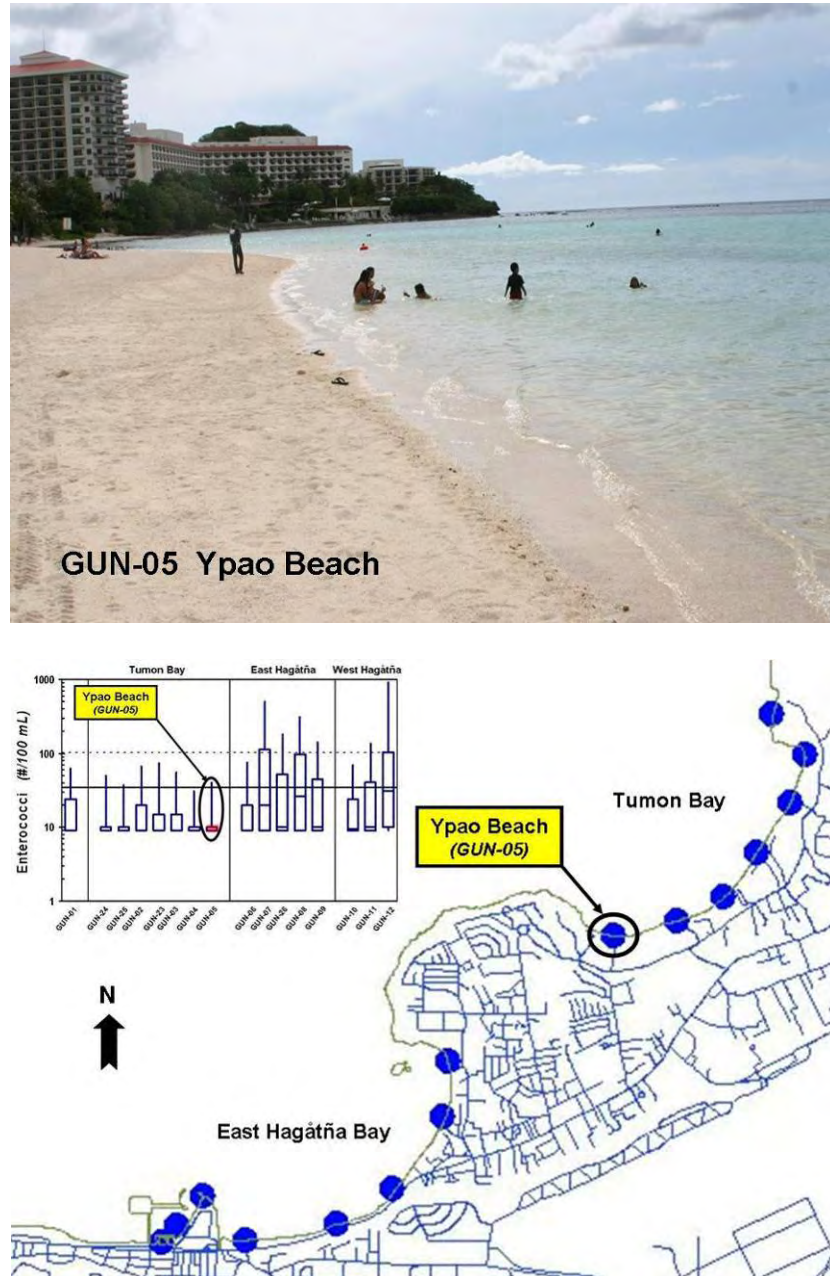 GUN-05 Ypao Beach
Tumon Bay
East Hagåtña
West Hagåtña
Ypao Beach
(GUN-05)
Enterococci (#/100 mL)
1000
100
10
1
GUN-01
GUN-24
GUN-25
GUN-02
GUN-23
GUN-03
GUN-04
GUN-05
GUN-06
GUN-07
GUN-26
GUN-08
GUN-09
GUN-10
GUN-11
GUN-12
Tumon Bay
Ypao Beach
(GUN-05)
N
East Hagåtña Bay